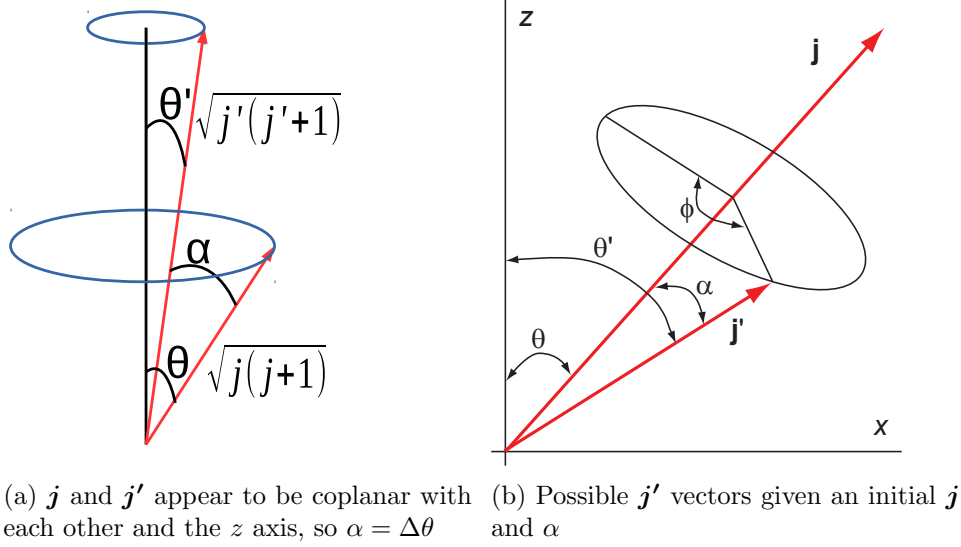 θ'
√j'(j'+1)
α
θ
√j(j+1)
z
j
ϕ
θ'
α
j'
θ
x
(a) j and j' appear to be coplanar with
each other and the z axis, so α = Δθ
(b) Possible j' vectors given an initial j
and α